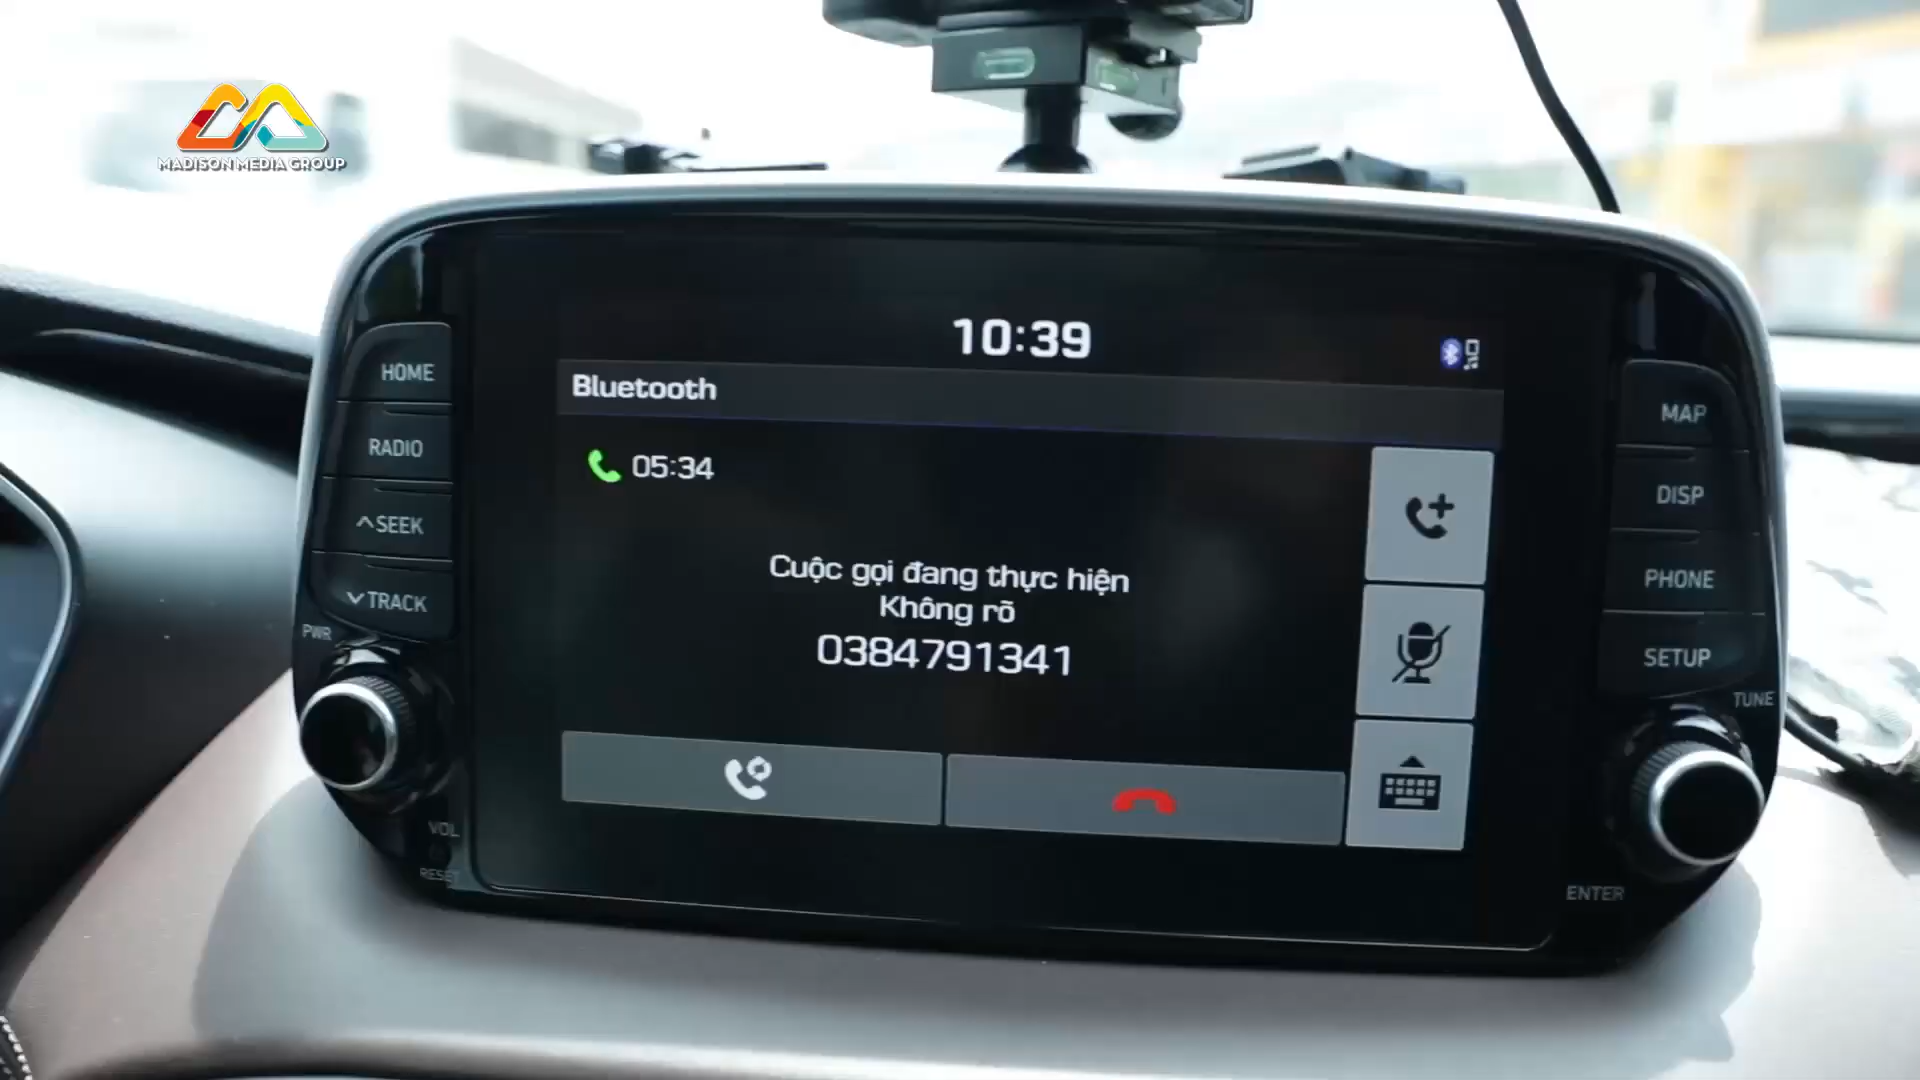 MADISON MEDIA GROUP
10:39
Bluetooth
05:34
Cuộc gọi đang thực hiện
Không rõ
0384791341
HOME
RADIO
SEEK
TRACK
PWR
VOL
RESET
MAP
DISP
PHONE
SETUP
TUNE
ENTER